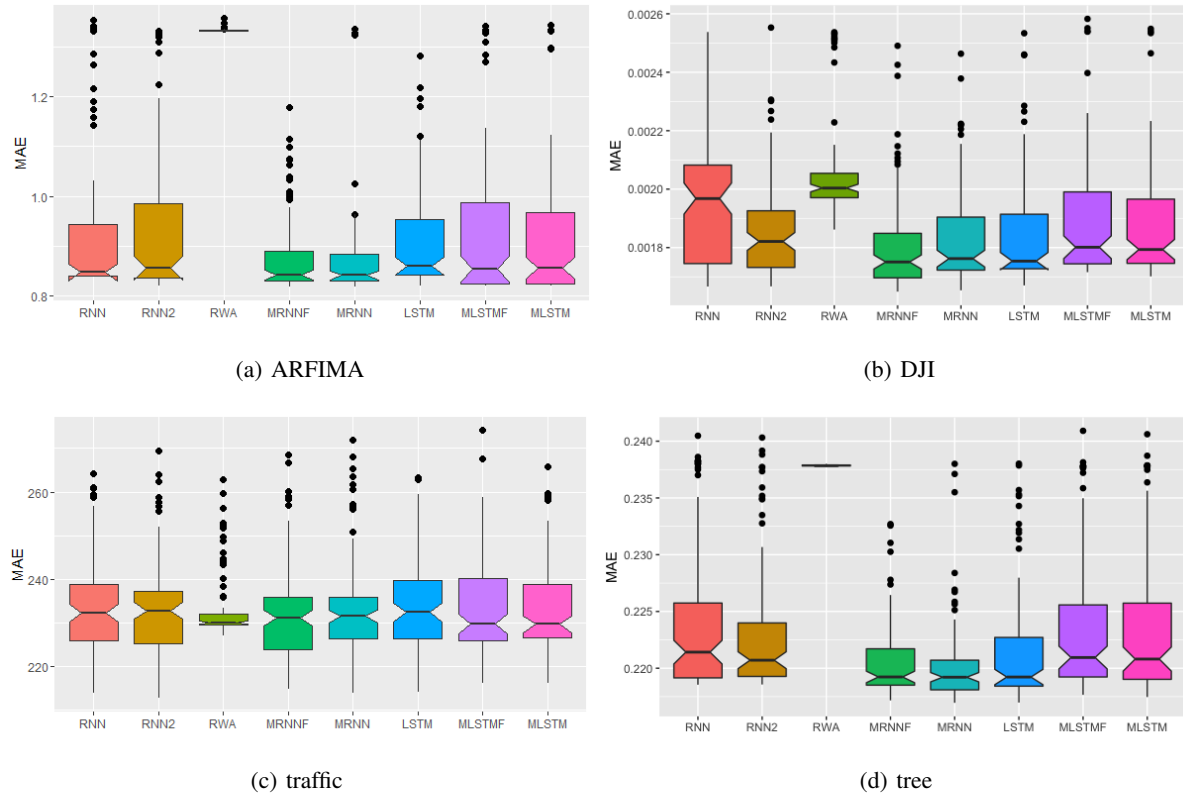 MAE
1.2
1.0
0.8
RNN RNN2 RWA MRNNF MRNN LSTM MLSTMF MLSTM
(a) ARFIMA
MAE
0.0026
0.0024
0.0022
0.0020
0.0018
RNN RNN2 RWA MRNNF MRNN LSTM MLSTMF MLSTM
(b) DJI
MAE
260
240
220
RNN RNN2 RWA MRNNF MRNN LSTM MLSTMF MLSTM
(c) traffic
MAE
0.240
0.235
0.230
0.225
0.220
RNN RNN2 RWA MRNNF MRNN LSTM MLSTMF MLSTM
(d) tree